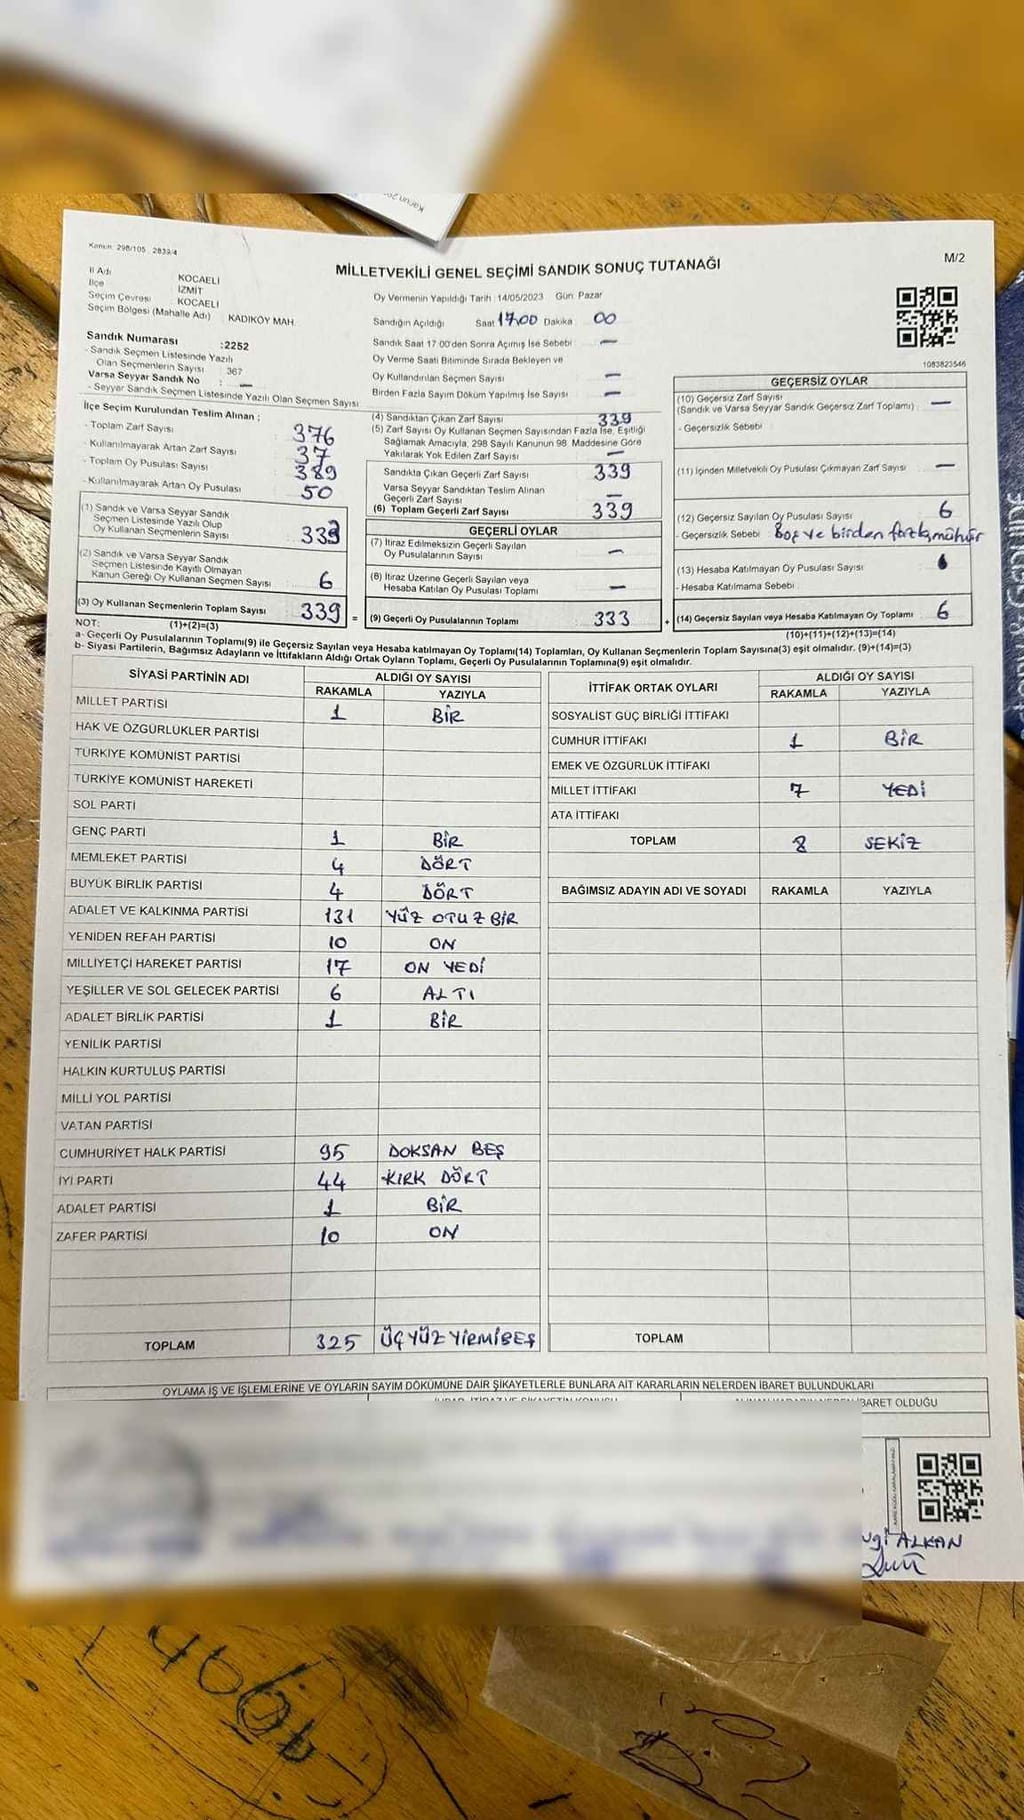 Kanun: 298/105 2839/4
MİLLETVEKİLİ GENEL SEÇİMİ SANDIK SONUÇ TUTANAĞI
M/2
İl Adı : KOCAELİ
İlçe : İZMİT
Seçim Çevresi : KOCAELİ
Seçim Bölgesi (Mahalle Adı) KADIKÖY MAH.
Sandık Numarası :2252
- Sandık Seçmen Listesinde Yazılı
Olan Seçmenlerin Sayısı : 367
Varsa Seyyar Sandık No : —
- Seyyar Sandık Seçmen Listesinde Yazılı Olan Seçmen Sayısı
Oy Vermenin Yapıldığı Tarih :14/05/2023 Gün: Pazar
Sandığın Açıldığı Saat 17:00 Dakika 00
Sandık Saat 17.00'den Sonra Açımış İse Sebebi —
Oy Verme Saati Bitiminde Sırada Bekleyen ve
Oy Kullandırılan Seçmen Sayısı —
Birden Fazla Sayım Döküm Yapılmış İse Sayısı —
1083823546
İlçe Seçim Kurulundan Teslim Alınan ;
- Toplam Zarf Sayısı 376
- Kullanılmayarak Artan Zarf Sayısı 37
- Toplam Oy Pusulası Sayısı 389
- Kullanılmayarak Artan Oy Pusulası 50
(1) Sandık ve Varsa Seyyar Sandık
Seçmen Listesinde Yazılı Olup
Oy Kullanan Seçmenlerin Sayısı 333
(2) Sandık ve Varsa Seyyar Sandık
Seçmen Listesinde Kayıtlı Olmayan
Kanun Gereği Oy Kullanan Seçmen Sayısı 6
(3) Oy Kullanan Seçmenlerin Toplam Sayısı 339 =
(4) Sandıktan Çıkan Zarf Sayısı 339
(5) Zarf Sayısı Oy Kullanan Seçmen Sayısından Fazla İse, Eşitliği
Sağlamak Amacıyla, 298 Sayılı Kanunun 98. Maddesine Göre
Yakılarak Yok Edilen Zarf Sayısı —
Sandıkta Çıkan Geçerli Zarf Sayısı 339
Varsa Seyyar Sandıktan Teslim Alınan
Geçerli Zarf Sayısı —
(6) Toplam Geçerli Zarf Sayısı 339
GEÇERLİ OYLAR
(7) İtiraz Edilmeksizin Geçerli Sayılan
Oy Pusulalarının Sayısı —
(8) İtiraz Üzerine Geçerli Sayılan veya
Hesaba Katılan Oy Pusulası Toplamı —
(9) Geçerli Oy Pusulalarının Toplamı 333 +
GEÇERSİZ OYLAR
(10) Geçersiz Zarf Sayısı
(Sandık ve Varsa Seyyar Sandık Geçersiz Zarf Toplamı) —
- Geçersizlik Sebebi :
(11) İçinden Milletvekili Oy Pusulası Çıkmayan Zarf Sayısı —
(12) Geçersiz Sayılan Oy Pusulası Sayısı 6
- Geçersizlik Sebebi : Boş ve birden fazla mühür
(13) Hesaba Katılmayan Oy Pusulası Sayısı
- Hesaba Katılmama Sebebi :
(14) Geçersiz Sayılan veya Hesaba Katılmayan Oy Toplamı 6
NOT: (1)+(2)=(3)
(10)+(11)+(12)+(13)=(14)
a- Geçerli Oy Pusulalarının Toplamı(9) ile Geçersiz Sayılan veya Hesaba katılmayan Oy Toplamı(14) Toplamları, Oy Kullanan Seçmenlerin Toplam Sayısına(3) eşit olmalıdır. (9)+(14)=(3)
b- Siyasi Partilerin, Bağımsız Adayların ve İttifakların Aldığı Ortak Oyların Toplamı, Geçerli Oy Pusulalarının Toplamına(9) eşit olmalıdır.
SİYASİ PARTİNİN ADI ALDIĞI OY SAYISI
RAKAMLA YAZIYLA
MİLLET PARTİSİ 1 BİR
HAK VE ÖZGÜRLÜKLER PARTİSİ
TÜRKİYE KOMÜNİST PARTİSİ
TÜRKİYE KOMÜNİST HAREKETİ
SOL PARTİ
GENÇ PARTİ 1 BİR
MEMLEKET PARTİSİ 4 DÖRT
BÜYÜK BİRLİK PARTİSİ 4 DÖRT
ADALET VE KALKINMA PARTİSİ 131 YÜZ OTUZ BİR
YENİDEN REFAH PARTİSİ 10 ON
MİLLİYETÇİ HAREKET PARTİSİ 17 ON YEDİ
YEŞİLLER VE SOL GELECEK PARTİSİ 6 ALTI
ADALET BİRLİK PARTİSİ 1 BİR
YENİLİK PARTİSİ
HALKIN KURTULUŞ PARTİSİ
MİLLİ YOL PARTİSİ
VATAN PARTİSİ
CUMHURİYET HALK PARTİSİ 95 DOKSAN BEŞ
İYİ PARTİ 44 KIRK DÖRT
ADALET PARTİSİ 1 BİR
ZAFER PARTİSİ 10 ON
TOPLAM 325 ÜÇYÜZYİRMİBEŞ
İTTİFAK ORTAK OYLARI ALDIĞI OY SAYISI
RAKAMLA YAZIYLA
SOSYALİST GÜÇ BİRLİĞİ İTTİFAKI
CUMHUR İTTİFAKI 1 BİR
EMEK VE ÖZGÜRLÜK İTTİFAKI
MİLLET İTTİFAKI 7 YEDİ
ATA İTTİFAKI
TOPLAM 8 SEKİZ
BAĞIMSIZ ADAYIN ADI VE SOYADI RAKAMLA YAZIYLA
TOPLAM
OYLAMA İŞ VE İŞLEMLERİNE VE OYLARIN SAYIM DÖKÜMÜNE DAİR ŞİKAYETLERLE BUNLARA AİT KARARLARIN NELERDEN İBARET BULUNDUKLARI
İBARET OLDUĞU
ALKAN